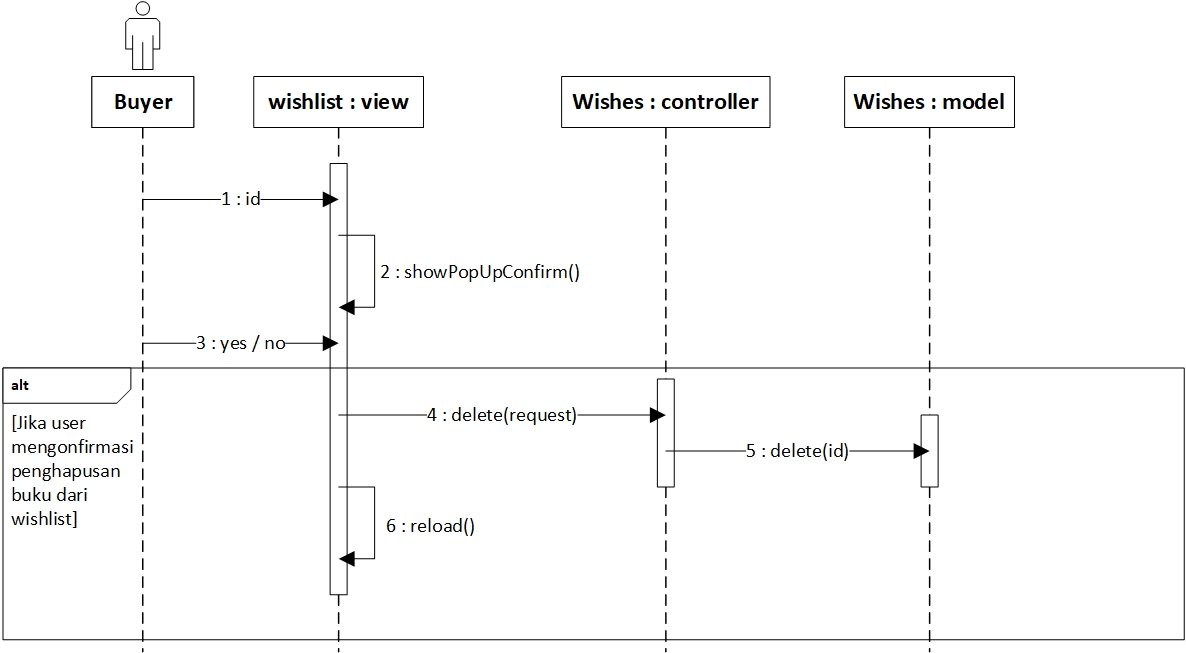 Buyer
wishlist : view
Wishes : controller
Wishes : model
1 : id
2 : showPopUpConfirm()
3 : yes / no
alt
[Jika user
mengonfirmasi
penghapusan
buku dari
wishlist]
4 : delete(request)
5 : delete(id)
6 : reload()